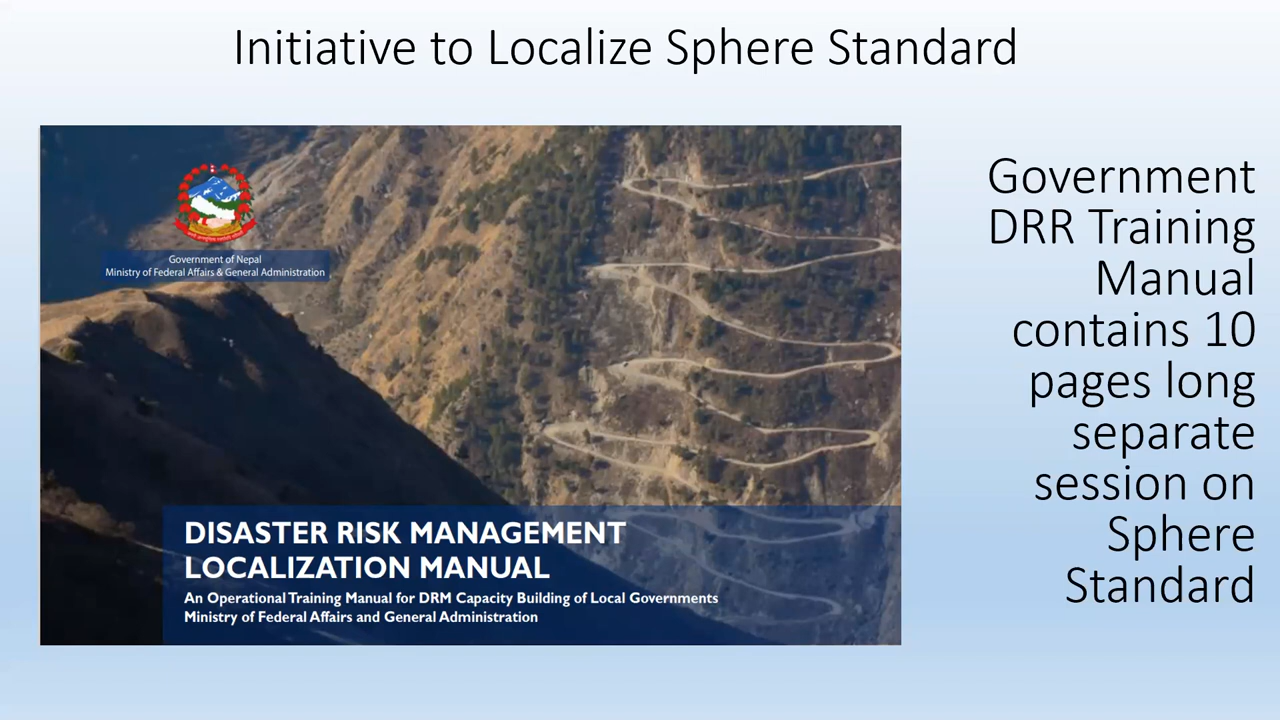 Initiative to Localize Sphere Standard
Government of Nepal
Ministry of Federal Affairs & General Administration
DISASTER RISK MANAGEMENT
LOCALIZATION MANUAL
An Operational Training Manual for DRM Capacity Building of Local Governments
Ministry of Federal Affairs and General Administration
Government
DRR Training
Manual
contains 10
pages long
separate
session on
Sphere
Standard